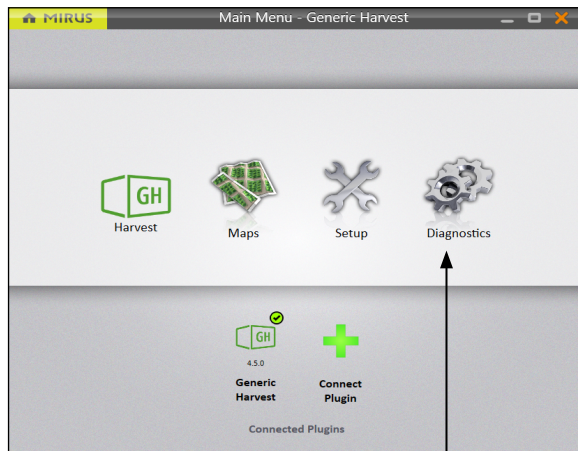 MIRUS
Main Menu - Generic Harvest
GH
Harvest
Maps
Setup
Diagnostics
GH
4.5.0
Generic
Harvest
Connect
Plugin
Connected Plugins